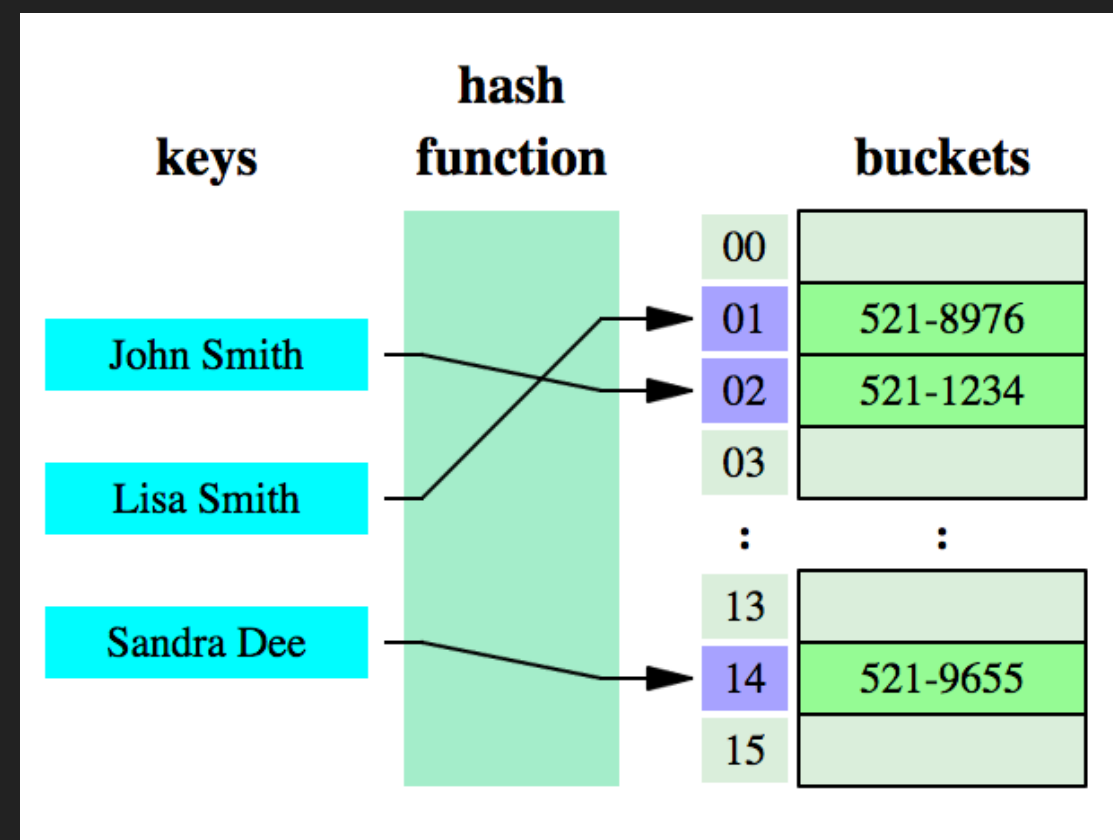 keys
hash
function
buckets
John Smith
Lisa Smith
Sandra Dee
00
01 521-8976
02 521-1234
03
: :
13
14 521-9655
15